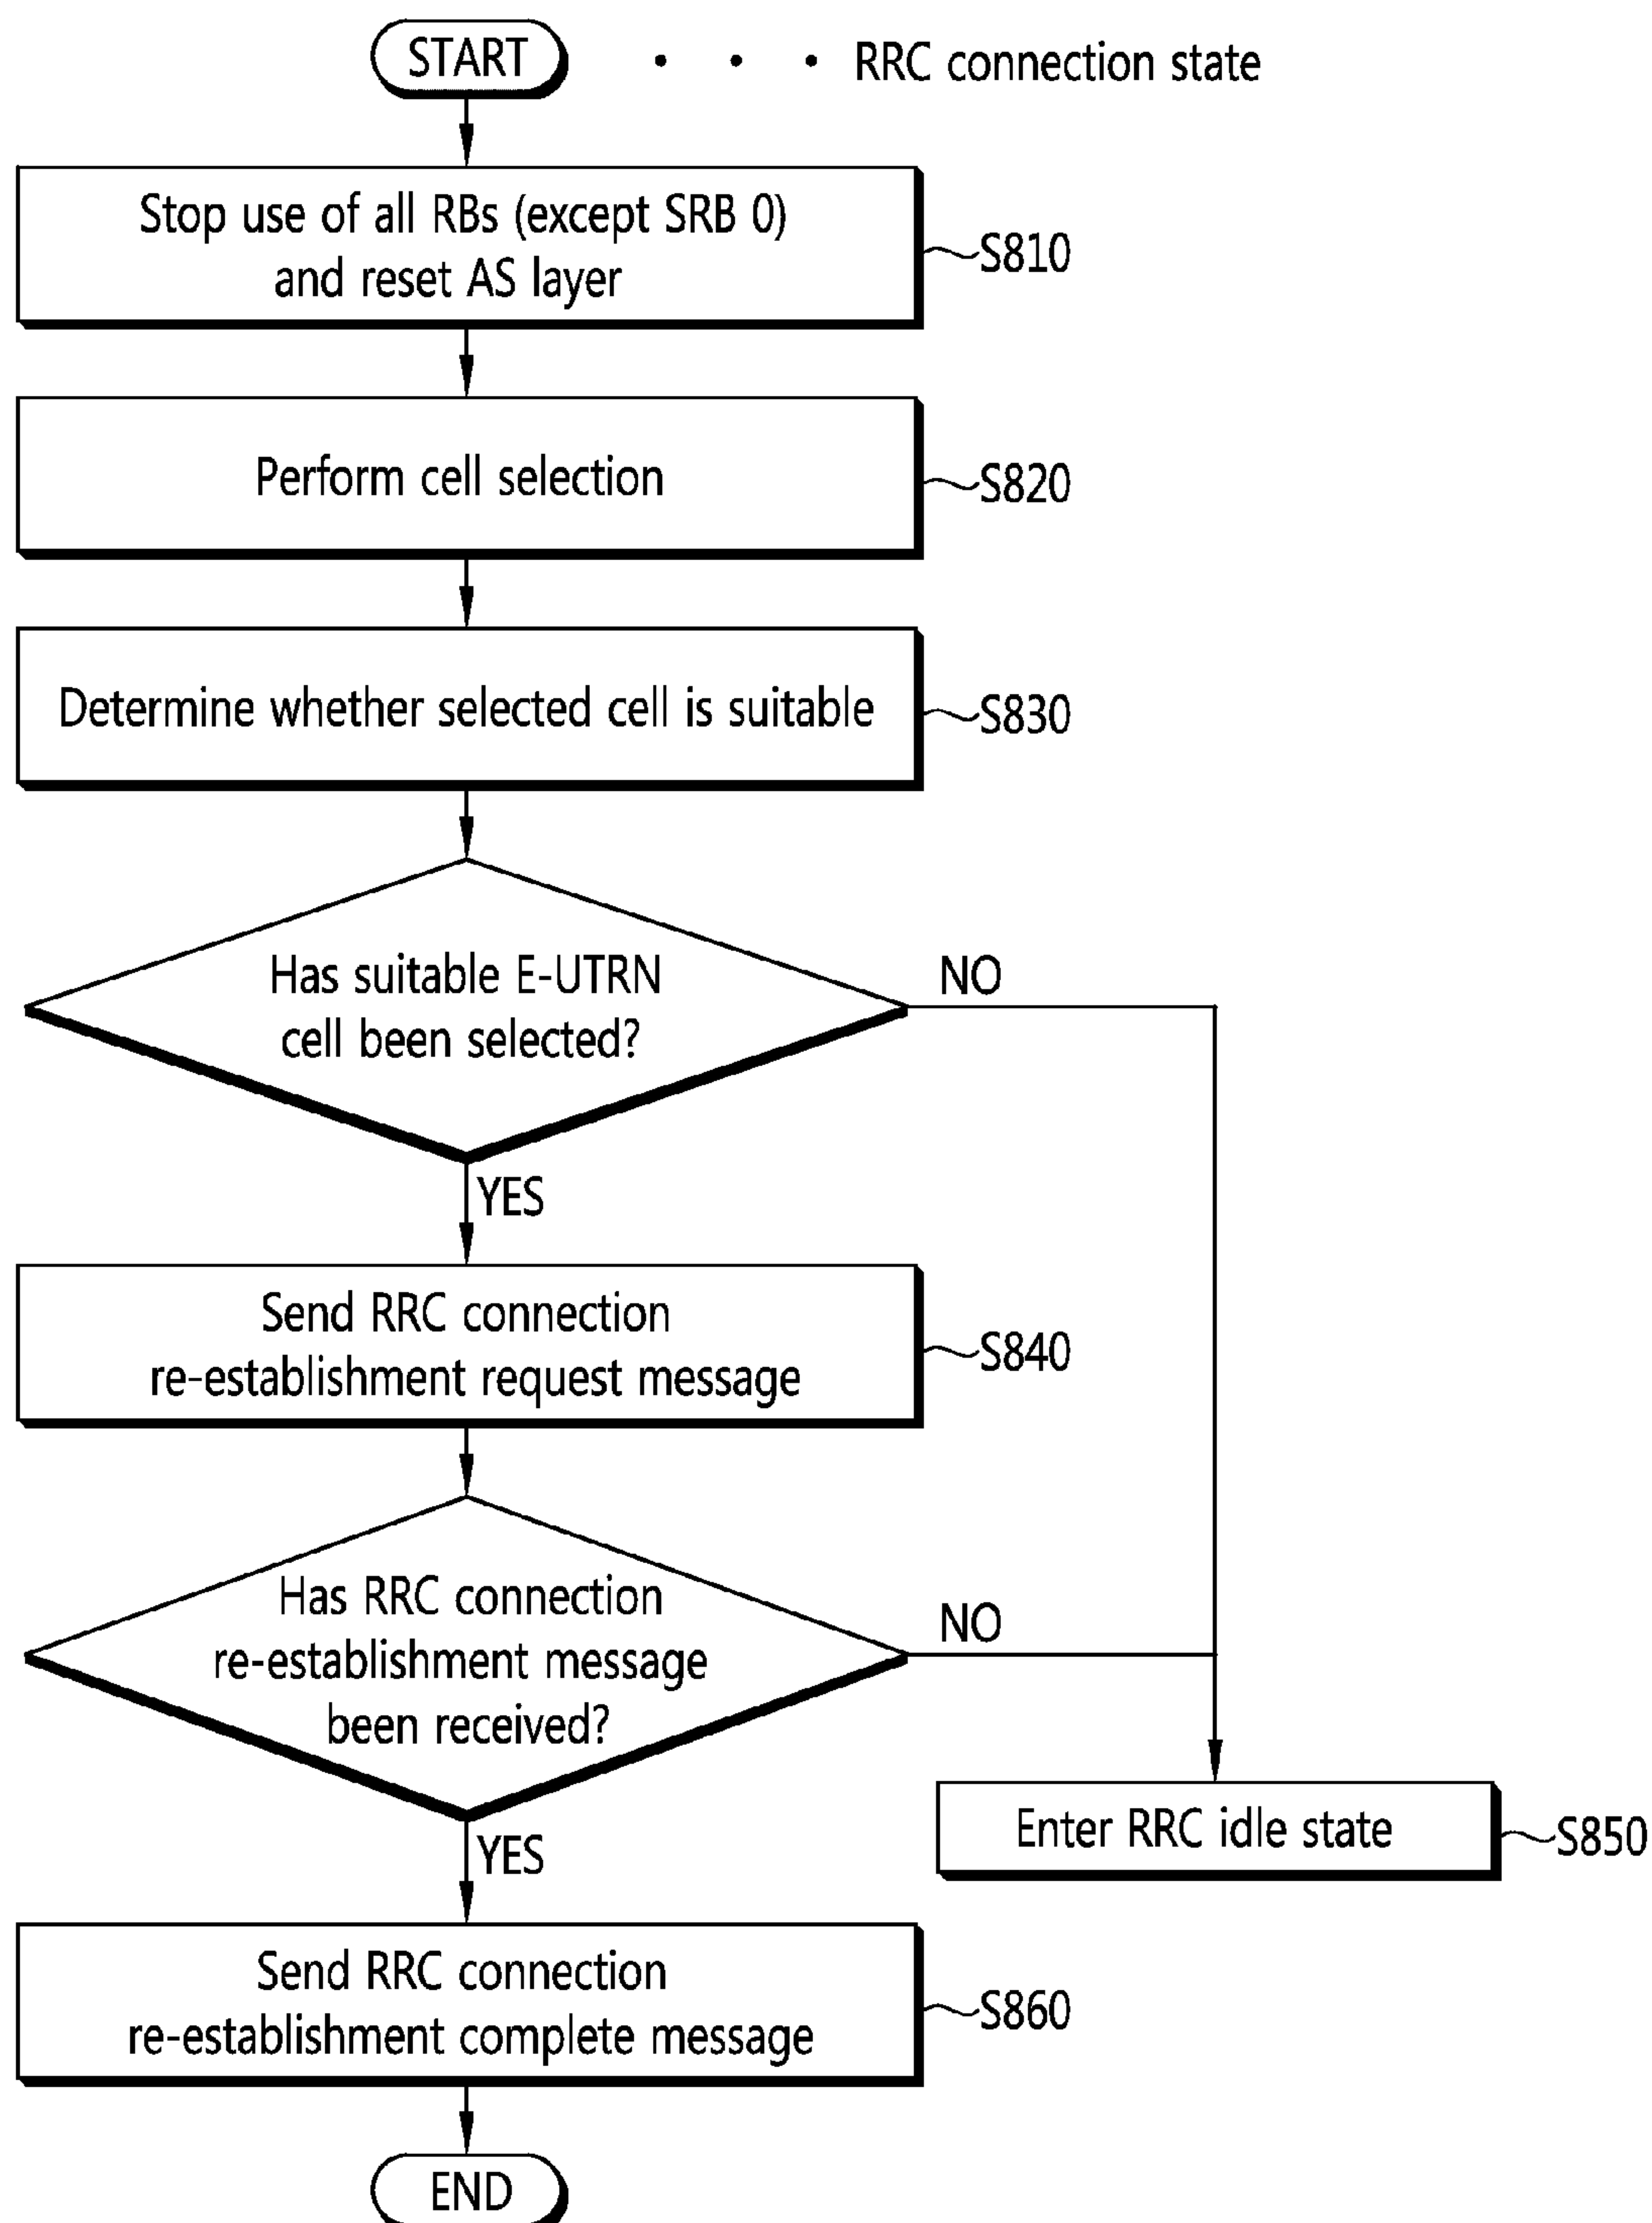 START
RRC connection state
Stop use of all RBs (except SRB 0)
and reset AS layer
S810
Perform cell selection
S820
Determine whether selected cell is suitable
S830
Has suitable E-UTRN
cell been selected?
NO
YES
Send RRC connection
re-establishment request message
S840
Has RRC connection
re-establishment message
been received?
NO
YES
Enter RRC idle state
S850
Send RRC connection
re-establishment complete message
S860
END